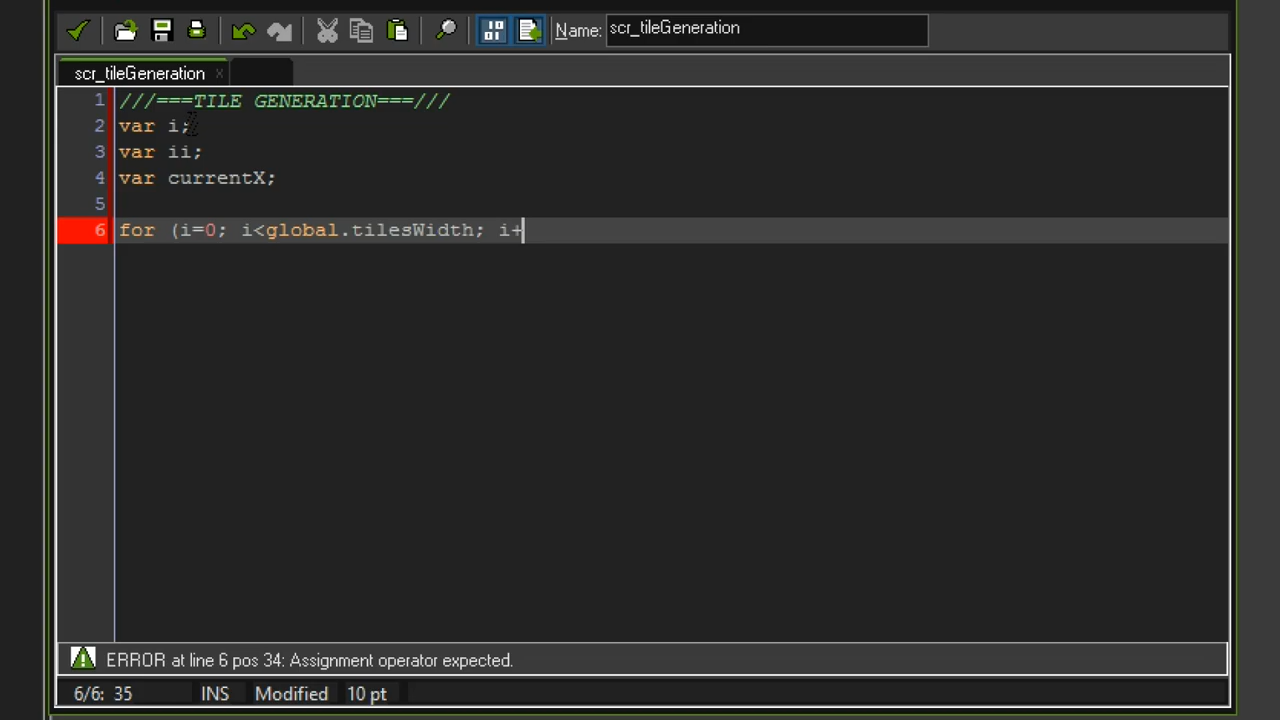 Name: scr_tileGeneration
scr_tileGeneration x
1 ///===TILE GENERATION===///
2 var i;
3 var ii;
4 var currentX;
5
6 for (i=0; i<global.tilesWidth; i+
ERROR at line 6 pos 34: Assignment operator expected.
6/6: 35 INS Modified 10 pt